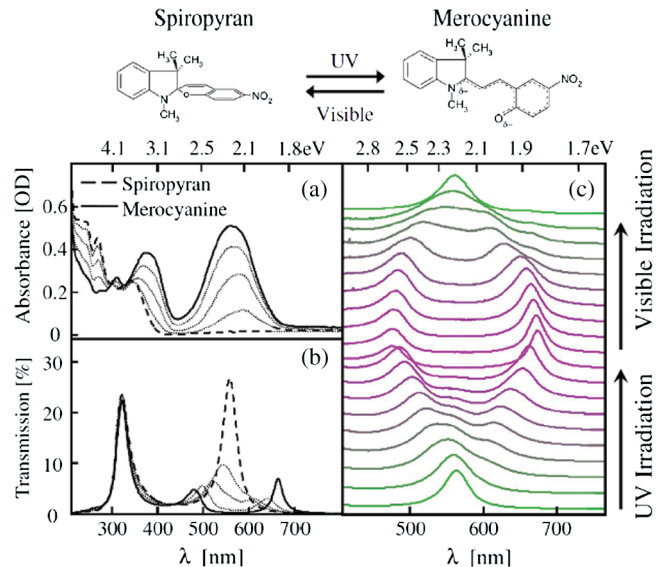 Spiropyran Merocyanine
H₃C CH₃ UV H₃C CH₃
N O NO₂ Visible N δ– NO₂
CH₃ CH₃ O δ–
4.1 3.1 2.5 2.1 1.8eV 2.8 2.5 2.3 2.1 1.9 1.7eV
Absorbance [OD]
0.6
0.4
0.2
0
Spiropyran
Merocyanine
(a)
Transmission [%]
30
20
10
0
(b)
300 400 500 600 700
λ [nm]
(c)
500 600 700
λ [nm]
Visible Irradiation
UV Irradiation